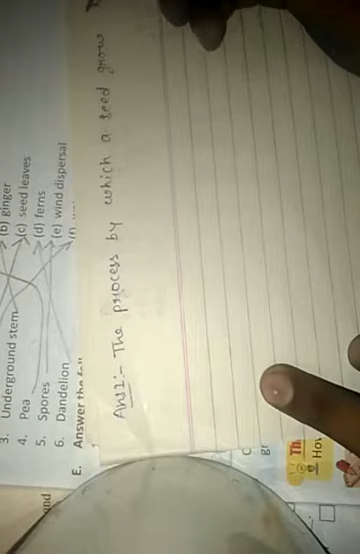 (b) ginger
3. Underground stem
(c) seed leaves
4. Pea
(d) ferns
5. Spores
(e) wind dispersal
6. Dandelion
E. Answer the
Ans1:- The process by which a seed grows